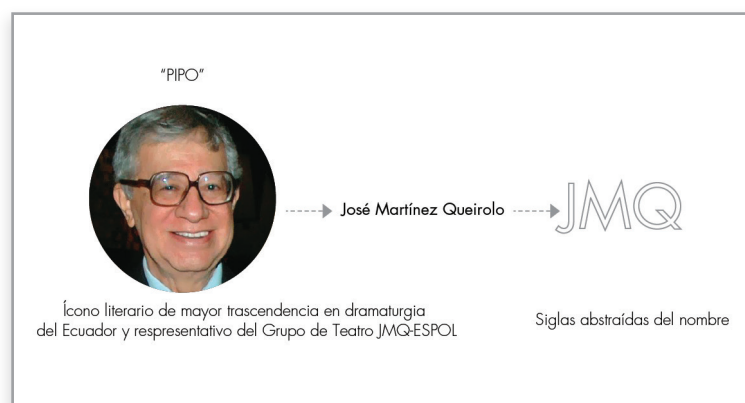 "PIPO"
José Martínez Queirolo
JMQ
Ícono literario de mayor trascendencia en dramaturgia
del Ecuador y respresentativo del Grupo de Teatro JMQ-ESPOL
Siglas abstraídas del nombre